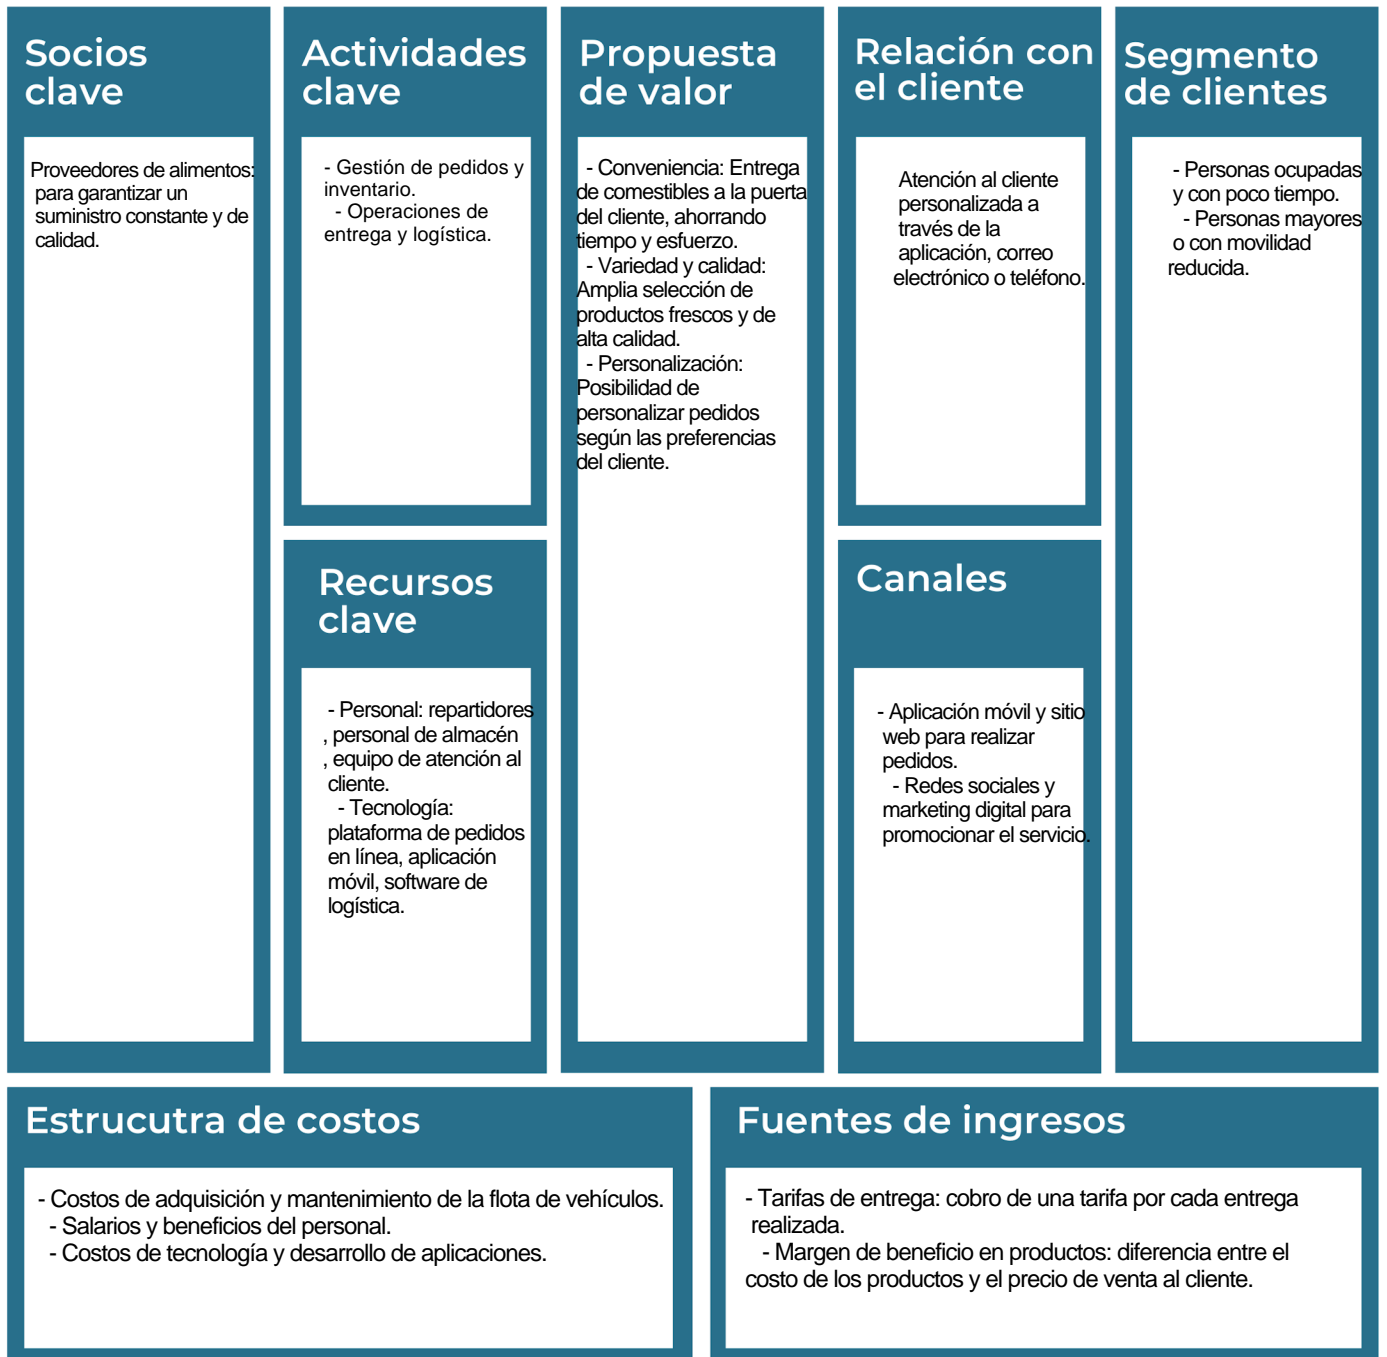 Socios
clave
Proveedores de alimentos:
para garantizar un
suministro constante y de
calidad.
Actividades
clave
- Gestión de pedidos y
inventario.
- Operaciones de
entrega y logística.
Recursos
clave
- Personal: repartidores
, personal de almacén
, equipo de atención al
cliente.
- Tecnología:
plataforma de pedidos
en línea, aplicación
móvil, software de
logística.
Propuesta
de valor
- Conveniencia: Entrega
de comestibles a la puerta
del cliente, ahorrando
tiempo y esfuerzo.
- Variedad y calidad:
Amplia selección de
productos frescos y de
alta calidad.
- Personalización:
Posibilidad de
personalizar pedidos
según las preferencias
del cliente.
Relación con
el cliente
Atención al cliente
personalizada a
través de la
aplicación, correo
electrónico o teléfono.
Canales
- Aplicación móvil y sitio
web para realizar
pedidos.
- Redes sociales y
marketing digital para
promocionar el servicio.
Segmento
de clientes
- Personas ocupadas
y con poco tiempo.
- Personas mayores
o con movilidad
reducida.
Estrucutra de costos
- Costos de adquisición y mantenimiento de la flota de vehículos.
- Salarios y beneficios del personal.
- Costos de tecnología y desarrollo de aplicaciones.
Fuentes de ingresos
- Tarifas de entrega: cobro de una tarifa por cada entrega
realizada.
- Margen de beneficio en productos: diferencia entre el
costo de los productos y el precio de venta al cliente.